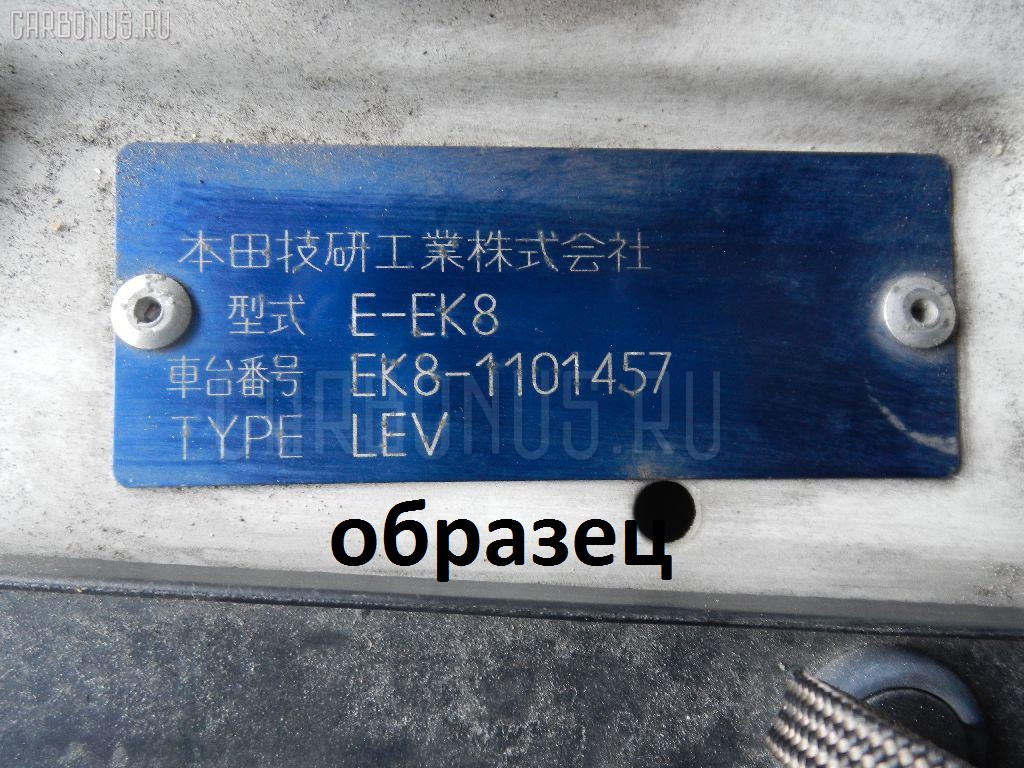 CARBONUS.RU
本田技研工業株式会社
型式 E-EK8
車台番号 EK8-1101457
TYPE LEV
CARBONUS.RU
образец